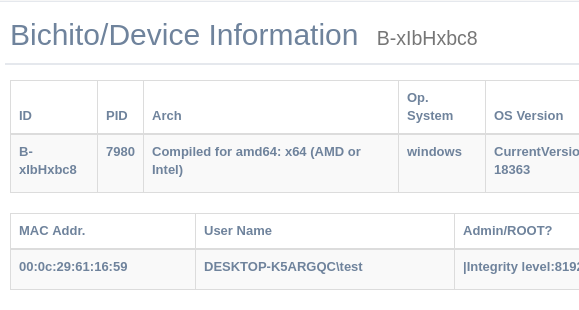 Bichito/Device Information B-xIbHxbc8
ID PID Arch Op. System OS Version
B-xIbHxbc8 7980 Compiled for amd64: x64 (AMD or Intel) windows CurrentVersio 18363
MAC Addr. User Name Admin/ROOT?
00:0c:29:61:16:59 DESKTOP-K5ARGQC\test |Integrity level:8192